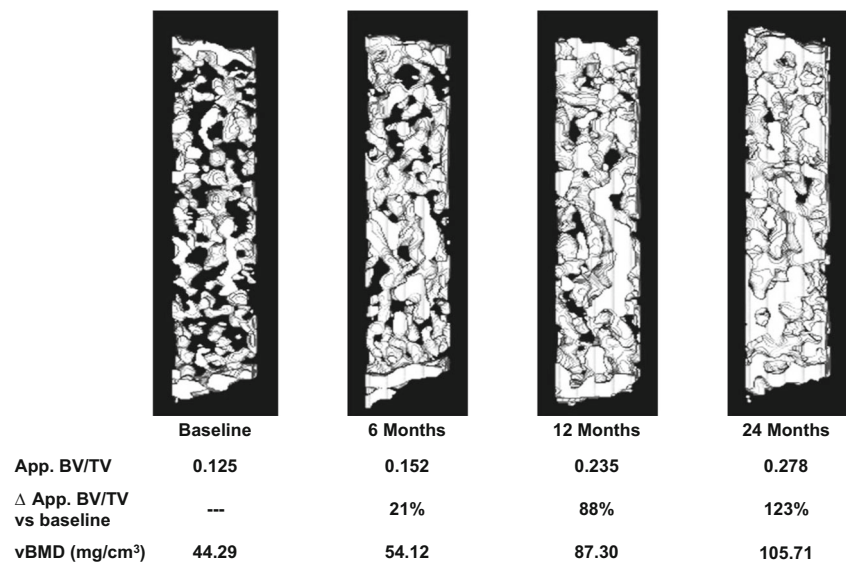 Baseline 6 Months 12 Months 24 Months
App. BV/TV 0.125 0.152 0.235 0.278
Δ App. BV/TV
vs baseline --- 21% 88% 123%
vBMD (mg/cm³) 44.29 54.12 87.30 105.71